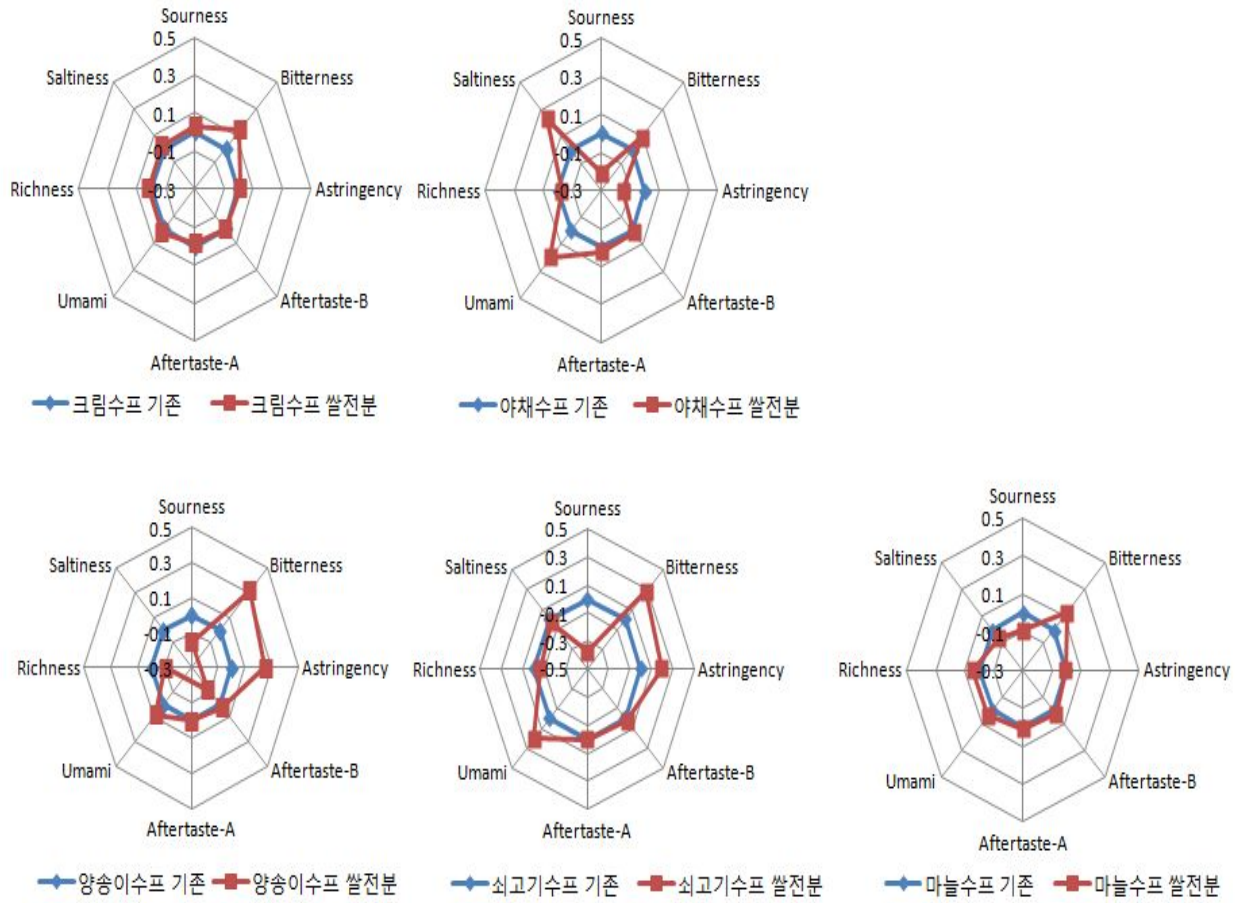 Sourness
0.5
0.3
0.1
-0.1
-0.3
Bitterness
Astringency
Aftertaste-B
Aftertaste-A
Umami
Richness
Saltiness
크림수프 기존 크림수프 쌀전분
Sourness
0.5
0.3
0.1
-0.1
-0.3
Bitterness
Astringency
Aftertaste-B
Aftertaste-A
Umami
Richness
Saltiness
야채수프 기존 야채수프 쌀전분
Sourness
0.5
0.3
0.1
-0.1
-0.3
Bitterness
Astringency
Aftertaste-B
Aftertaste-A
Umami
Richness
Saltiness
양송이수프 기존 양송이수프 쌀전분
Sourness
0.5
0.3
0.1
-0.1
-0.3
-0.5
Bitterness
Astringency
Aftertaste-B
Aftertaste-A
Umami
Richness
Saltiness
쇠고기수프 기존 쇠고기수프 쌀전분
Sourness
0.5
0.3
0.1
-0.1
-0.3
Bitterness
Astringency
Aftertaste-B
Aftertaste-A
Umami
Richness
Saltiness
마늘수프 기존 마늘수프 쌀전분